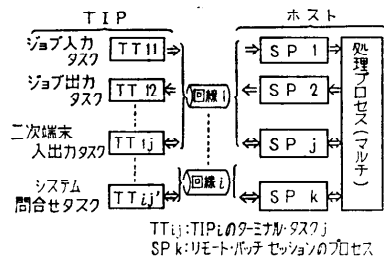 TIP
ホスト
ジョブ入力
タスク
TT11
SP 1
ジョブ出力
タスク
TT12
SP 2
回線1
二次端末
入出力タスク
TT1j
SP j
システム
問合せタスク
TTij'
回線i
SP k
処理プロセス(マルチ)
TTij:TIPiのターミナル・タスクj
SPk:リモート・バッチ セッションのプロセス